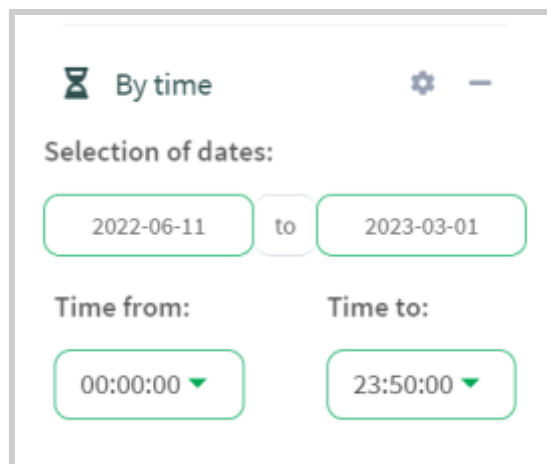 By time
Selection of dates:
2022-06-11 to 2023-03-01
Time from: Time to:
00:00:00 23:50:00